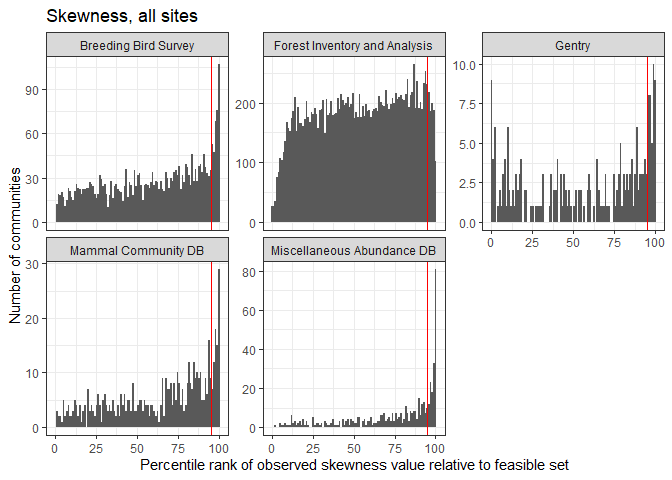 Skewness, all sites
Breeding Bird Survey
Forest Inventory and Analysis
Gentry
90
60
30
0
200
100
0
10.0
7.5
5.0
2.5
0.0
0 25 50 75 100
Number of communities
Mammal Community DB
Miscellaneous Abundance DB
30
20
10
0
80
60
40
20
0
0 25 50 75 100
0 25 50 75 100
Percentile rank of observed skewness value relative to feasible set